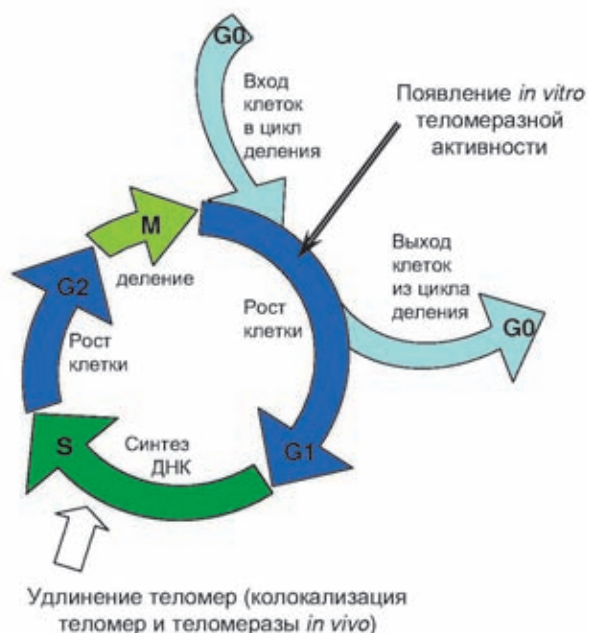 G0
Вход
клеток
в цикл
деления
Появление in vitro
теломеразной
активности
M
деление
G2
Рост
клетки
Рост
клетки
Выход
клеток
из цикла
деления
G0
G1
S
Синтез
ДНК
Удлинение теломер (колокализация
теломер и теломеразы in vivo)